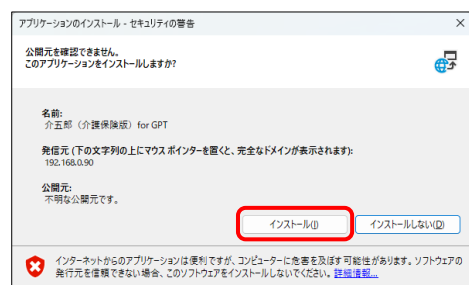 アプリケーションのインストール - セキュリティの警告
公開元を確認できません。
このアプリケーションをインストールしますか?
名前:
介五郎（介護保険版）for GPT
発信元 (下の文字列の上にマウス ポインターを置くと、完全なドメインが表示されます):
192.168.0.90
公開元:
不明な公開元です。
インストール(I)
インストールしない(D)
インターネットからのアプリケーションは便利ですが、コンピューターに危害を及ぼす可能性があります。ソフトウェアの
発行元を信頼できない場合、このソフトウェアをインストールしないでください。詳細情報...